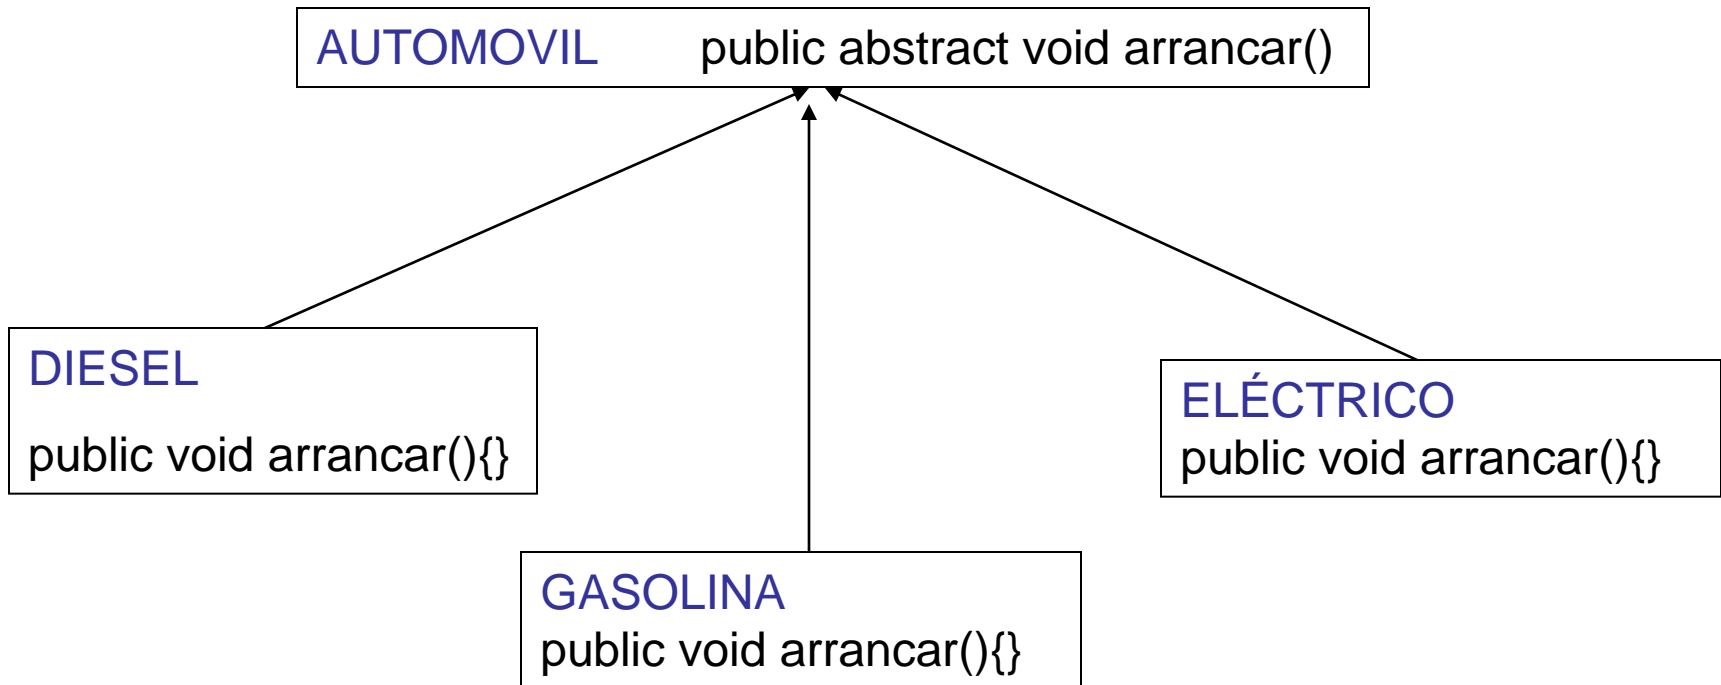 AUTOMOVIL public abstract void arrancar()
DIESEL
public void arrancar(){}
ELÉCTRICO
public void arrancar(){}
GASOLINA
public void arrancar(){}